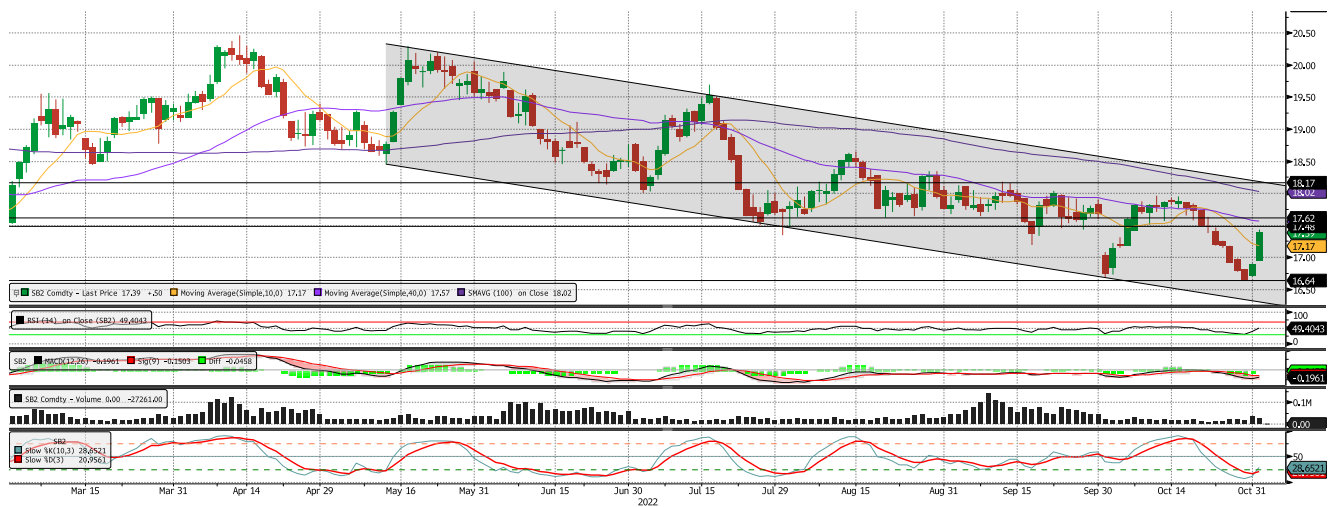 20.50
20.00
19.50
19.00
18.50
18.17
18.02
17.62
17.48
17.39
17.17
17.00
16.64
16.50
SB2 Comdty - Last Price 17.39 +.50 Moving Average(Simple,10,0) 17.17 Moving Average(Simple,40,0) 17.57 SMAVG (100) on Close 18.02
RSI (14) on Close (SB2) 49.4043
100
49.4043
0
SB2 MACD(12,26) -0.1961 Sig(9) -0.1503 Diff -0.0458
-0.1961
SB2 Comdty - Volume 0.00 -27261.00
0.1M
0.00
SB2
Slow %K(10,3) 28.6521
Slow %D(3) 20.9561
50
28.6521
Mar 15 Mar 31 Apr 14 Apr 29 May 16 May 31 Jun 15 Jun 30 Jul 15 Jul 29 Aug 15 Aug 31 Sep 15 Sep 30 Oct 14 Oct 31
2022